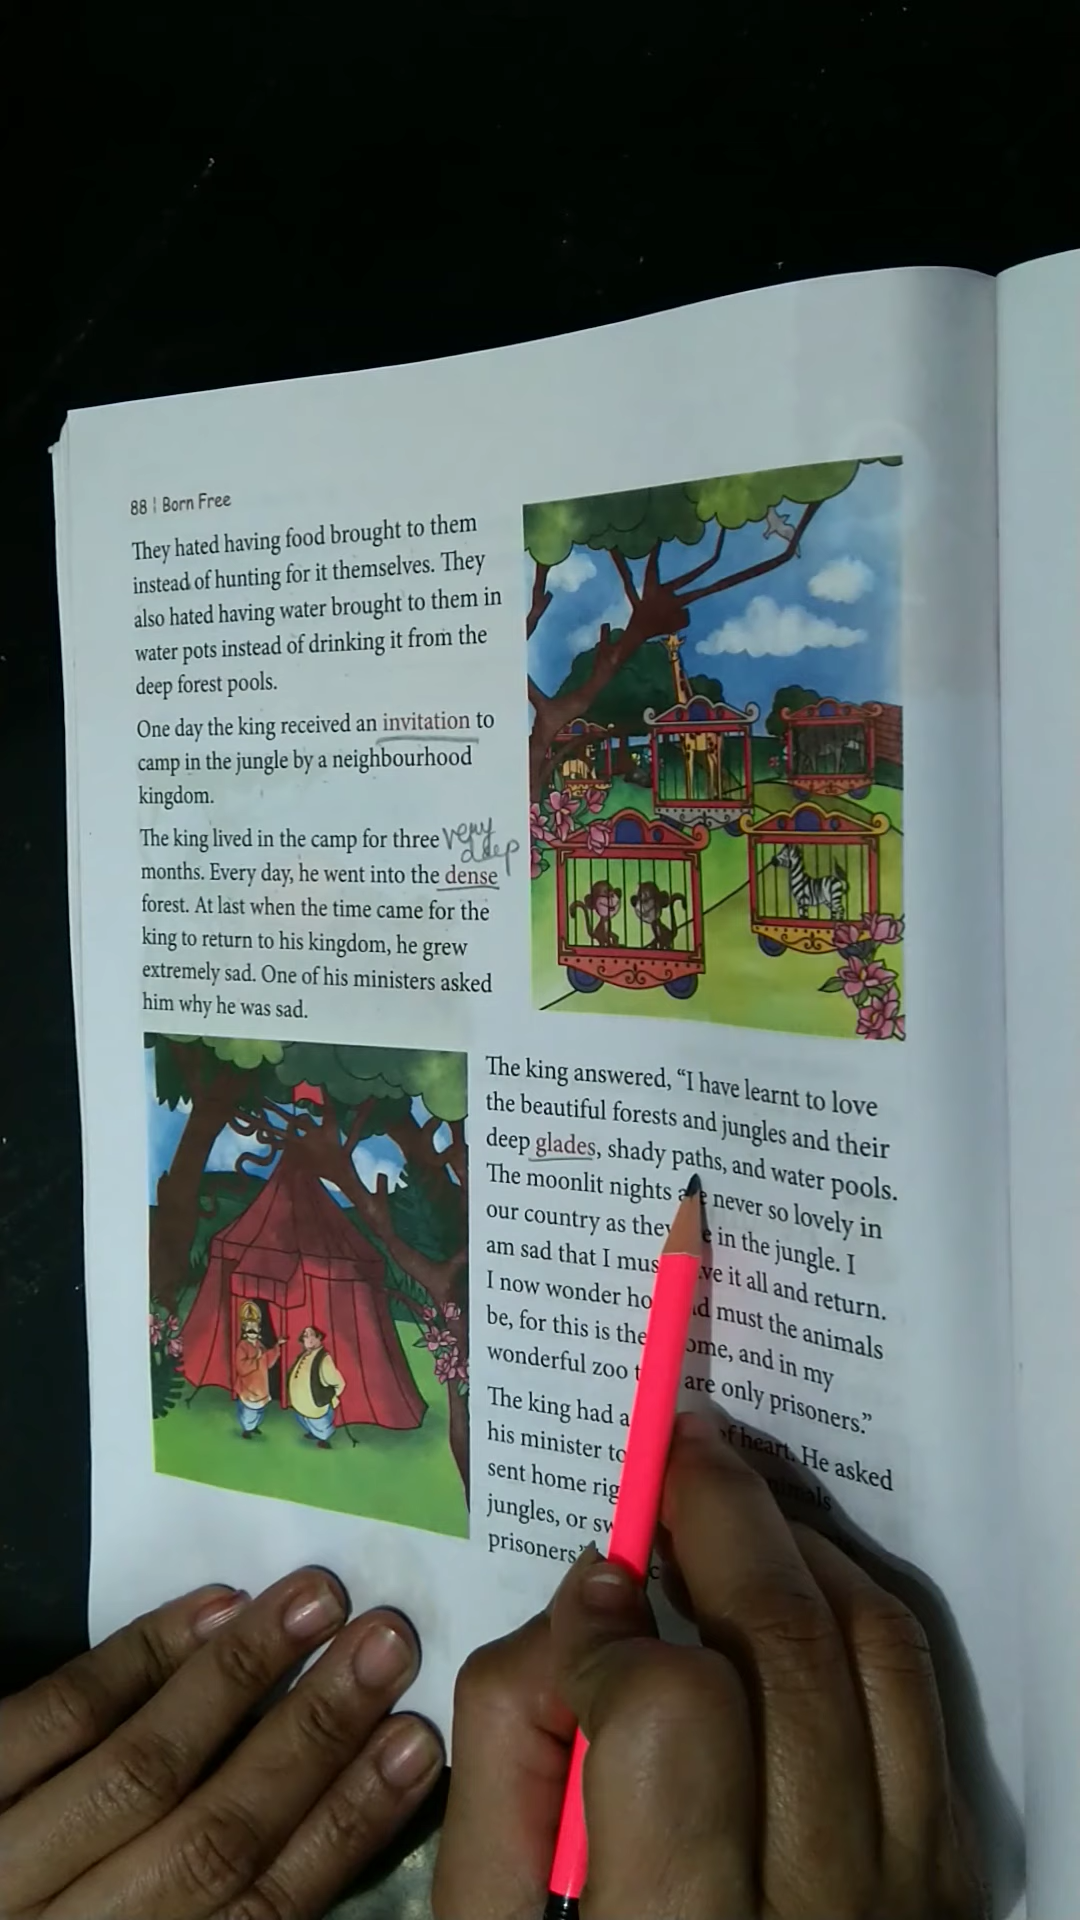 88 | Born Free
They hated having food brought to them
instead of hunting for it themselves. They
also hated having water brought to them in
water pots instead of drinking it from the
deep forest pools.
One day the king received an invitation to
camp in the jungle by a neighbourhood
kingdom.
The king lived in the camp for three very
deep
months. Every day, he went into the dense
forest. At last when the time came for the
king to return to his kingdom, he grew
extremely sad. One of his ministers asked
him why he was sad.
The king answered, “I have learnt to love
the beautiful forests and jungles and their
deep glades, shady paths, and water pools.
The moonlit nights never so lovely in
our country as they in the jungle. I
am sad that I it all and return.
I now wonder must the animals
be, for this is and in my
wonderful zoo are only prisoners.”
The king had a of heart. He asked
his minister to animals
sent home
jungles, or
prisoners”